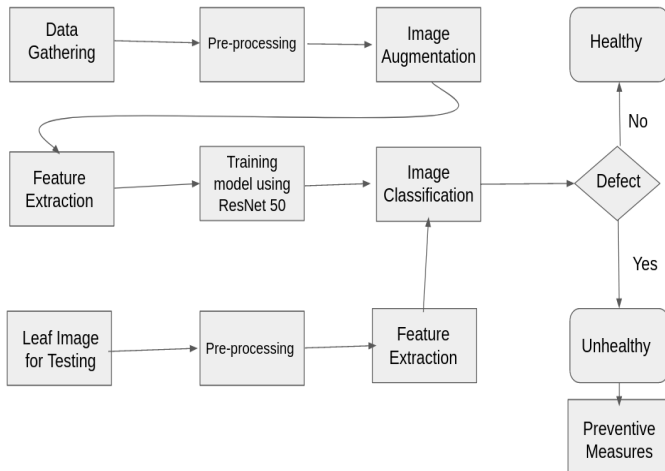 Data
Gathering
Pre-processing
Image
Augmentation
Healthy
No
Feature
Extraction
Training
model using
ResNet 50
Image
Classification
Defect
Yes
Leaf Image
for Testing
Pre-processing
Feature
Extraction
Unhealthy
Preventive
Measures